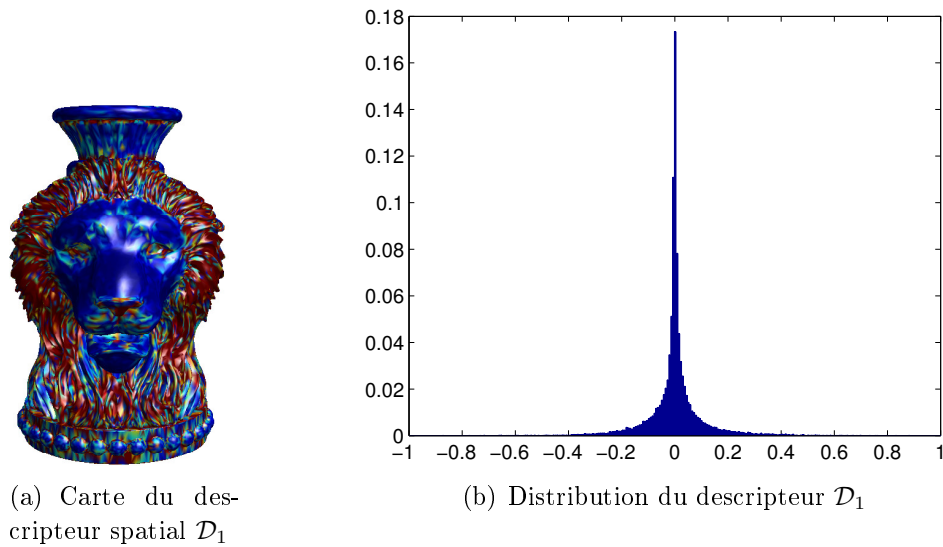 0.18
0.16
0.14
0.12
0.1
0.08
0.06
0.04
0.02
0
−1 −0.8 −0.6 −0.4 −0.2 0 0.2 0.4 0.6 0.8 1
(a) Carte du des-
cripteur spatial 𝒟₁
(b) Distribution du descripteur 𝒟₁